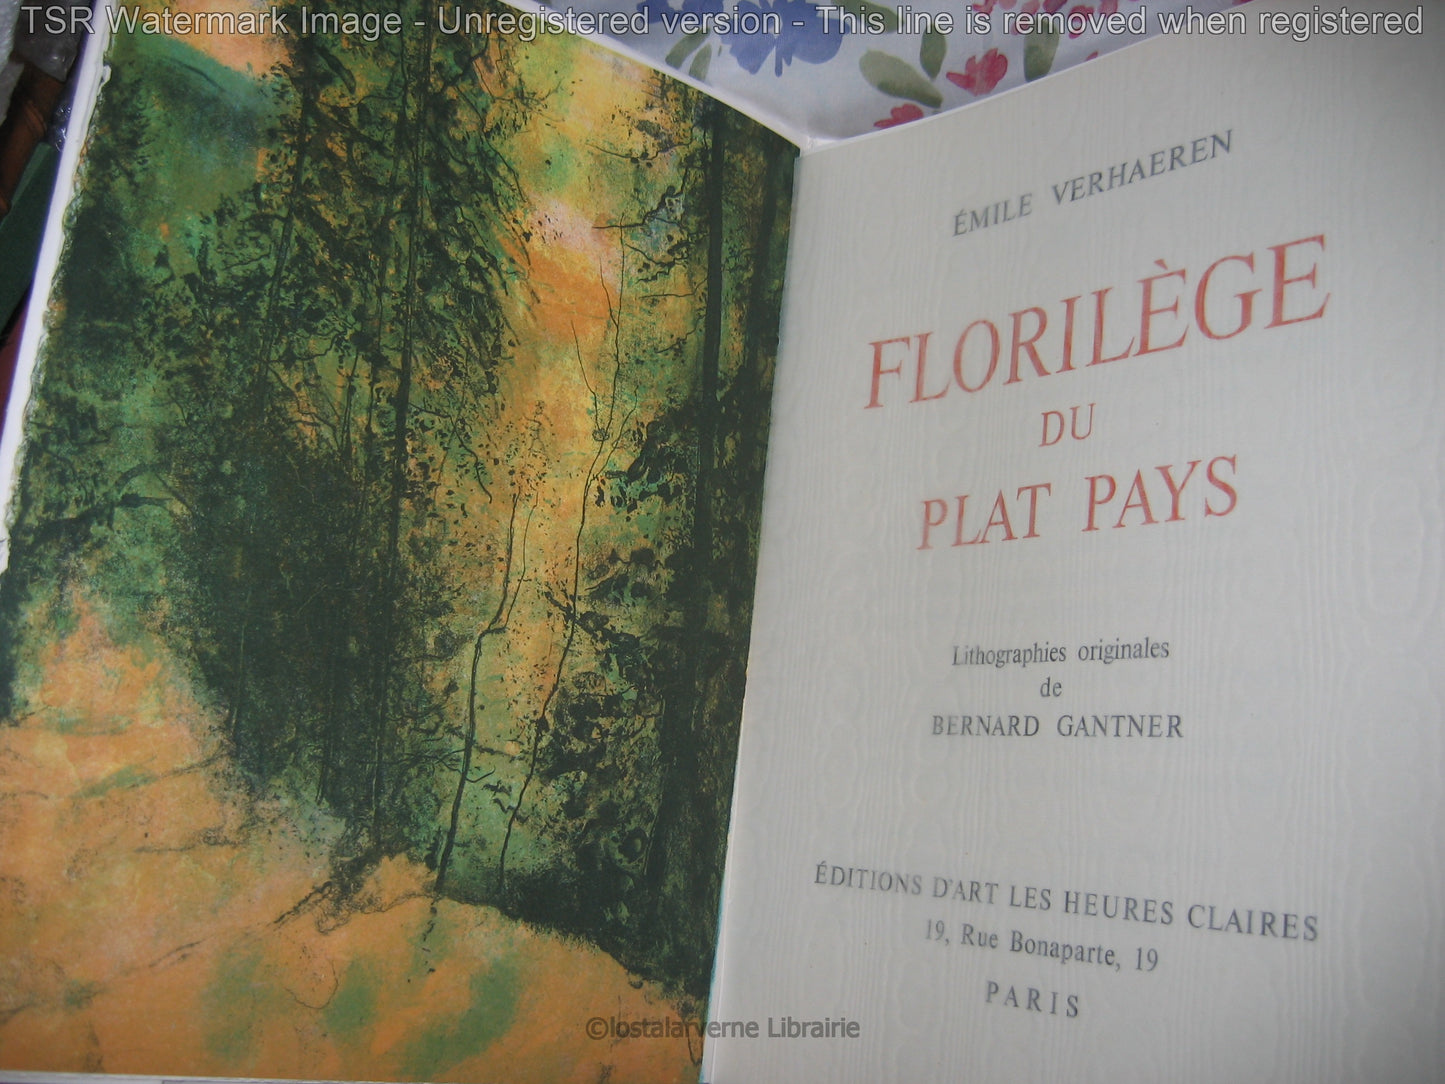 TSR Watermark Image - Unregistered version - This line is removed when registered
ÉMILE VERHAEREN
FLORILÈGE
DU
PLAT PAYS
Lithographies originales
de
BERNARD GANTNER
ÉDITIONS D'ART LES HEURES CLAIRES
19, Rue Bonaparte, 19
PARIS
©lostalarverne Librairie